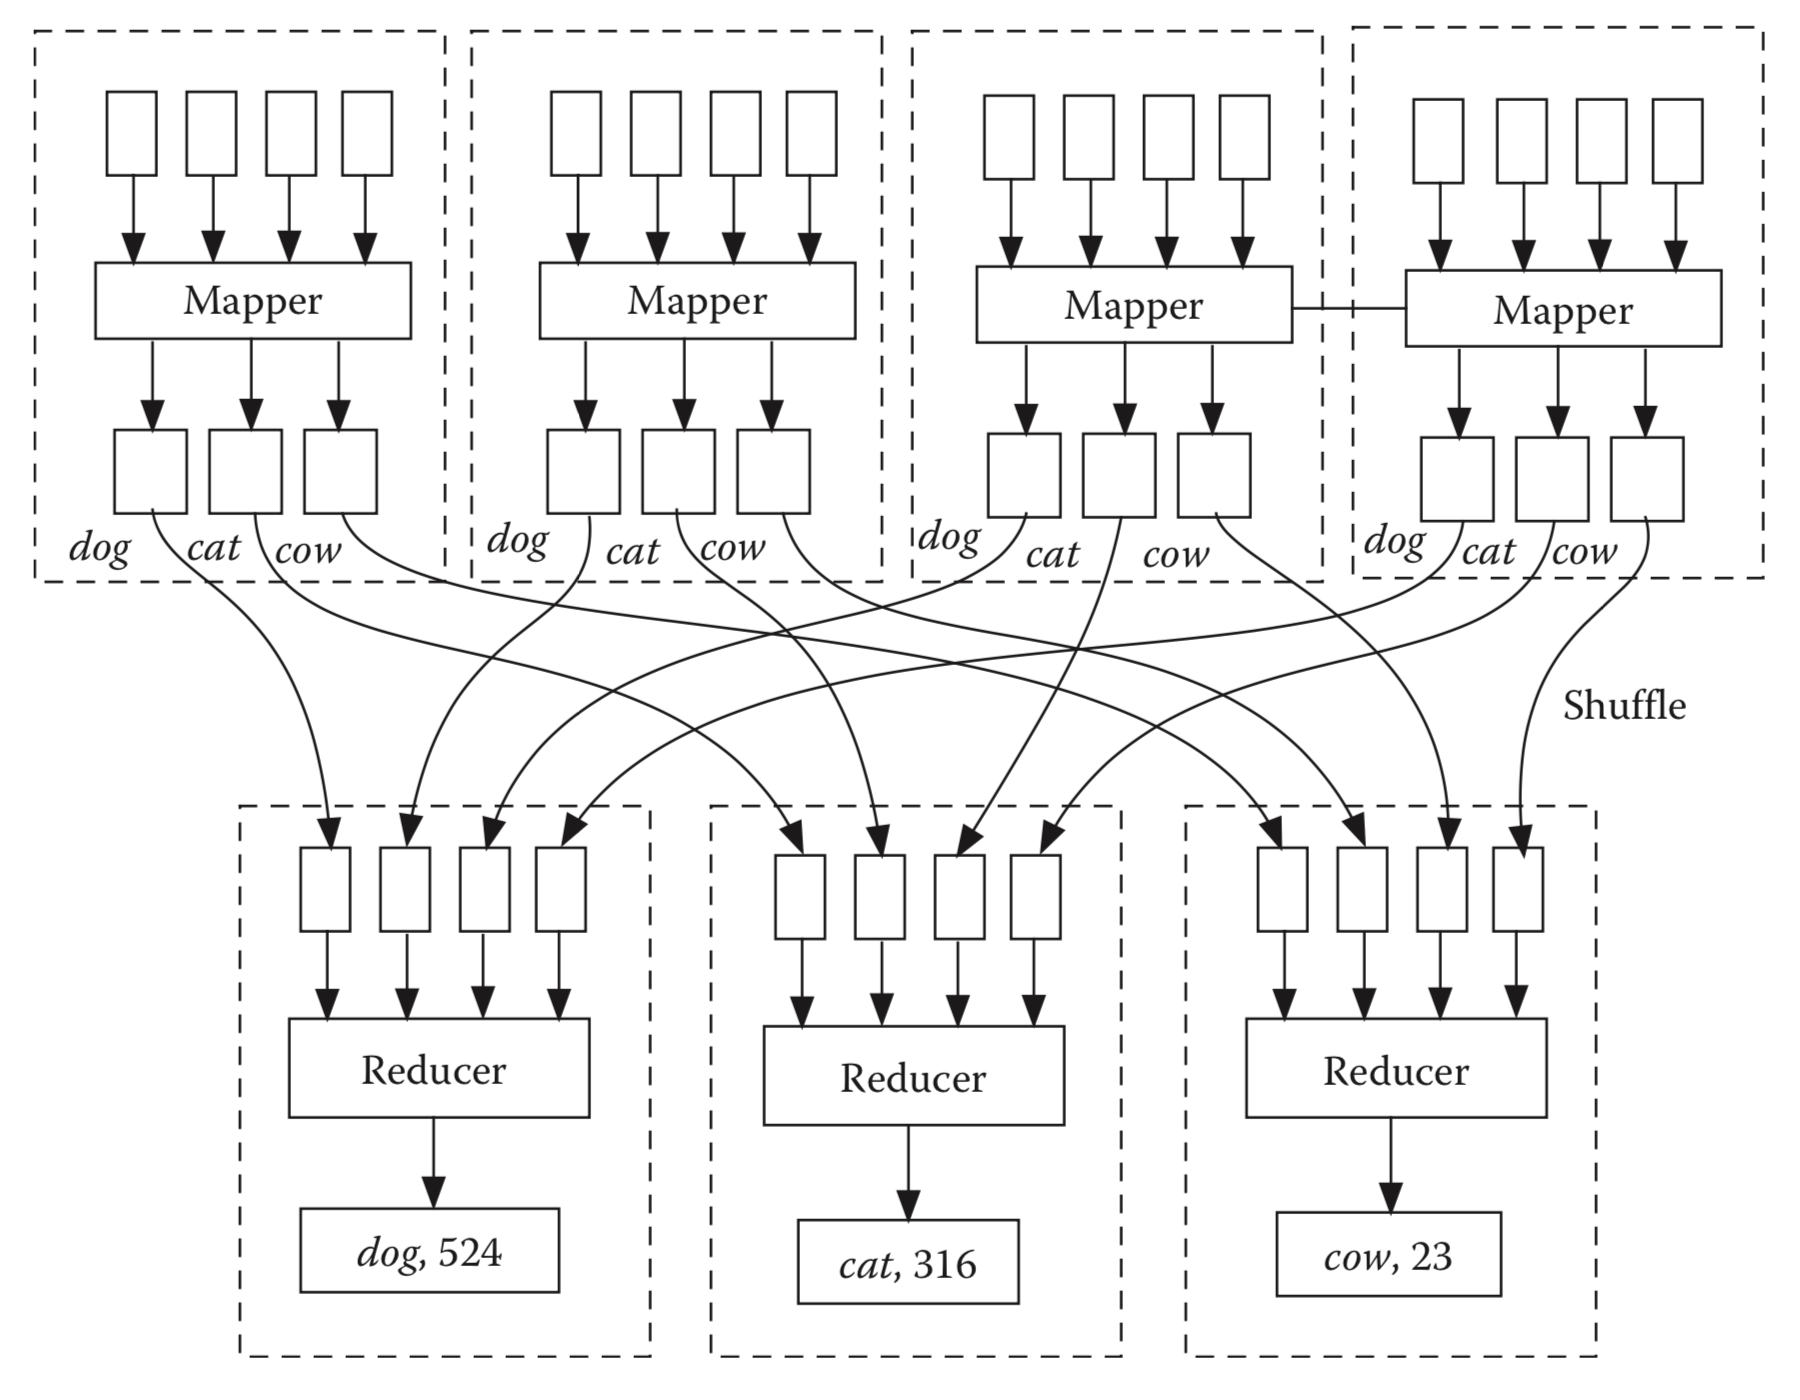 Mapper
Mapper
Mapper
Mapper
dog cat cow
dog cat cow
dog cat cow
dog cat cow
Shuffle
Reducer
Reducer
Reducer
dog, 524
cat, 316
cow, 23